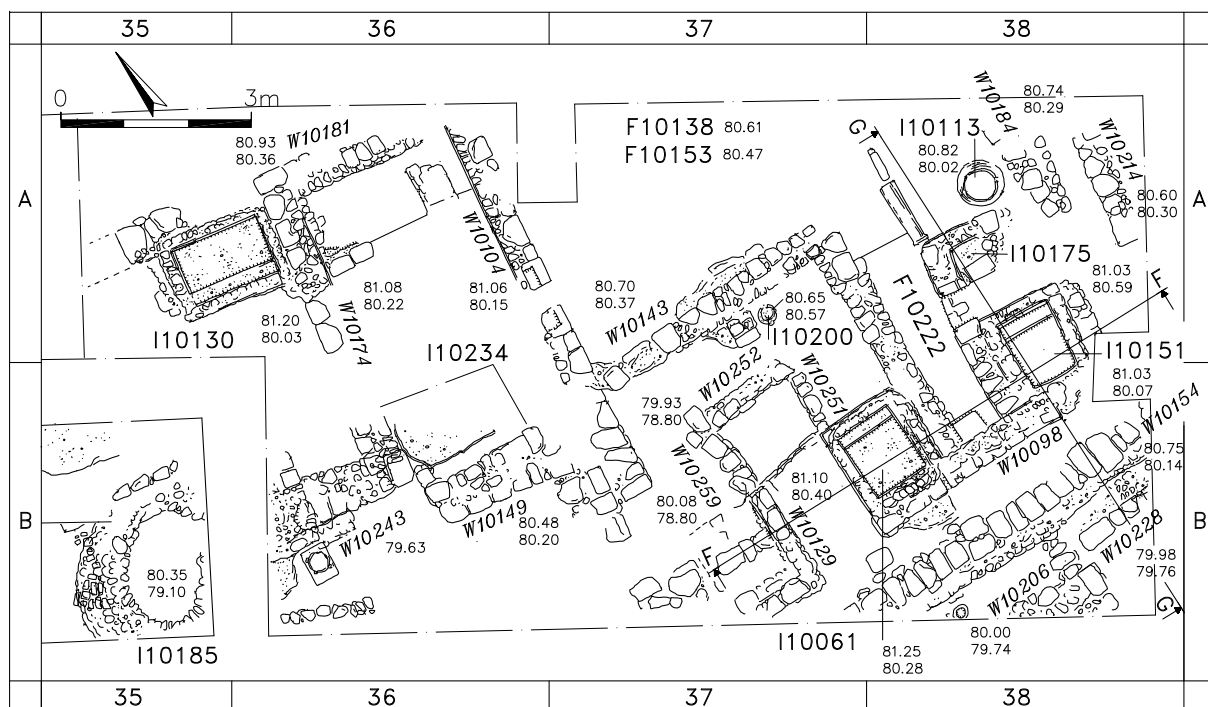 35 36 37 38
0 3m
A
A
B
B
80.93
80.36
W10181
F10138 80.61
F10153 80.47
G
I10113
80.82
80.02
W10184
80.74
80.29
W10214
80.60
80.30
I10175
81.03
80.59
F
W10104
81.08
80.22
81.06
80.15
80.70
80.37
W10143
80.65
80.57
I10200
F10222
I10130
81.20
80.03
W10174
I10234
I10151
81.03
80.07
W10252
W10251
79.93
78.80
W10259
W10154
80.75
80.14
W10098
81.10
80.40
80.08
78.80
W10243
79.63
W10149
80.48
80.20
F
W10129
W10228
79.98
79.76
80.35
79.10
W10206
G
I10185
I10061
81.25
80.28
80.00
79.74
35 36 37 38